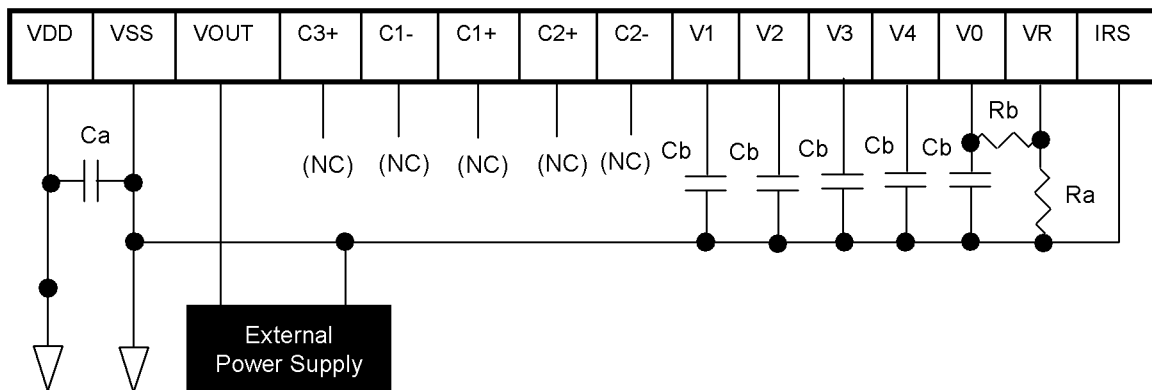 VDD VSS VOUT C3+ C1- C1+ C2+ C2- V1 V2 V3 V4 V0 VR IRS
Ca (NC) (NC) (NC) (NC) (NC) Cb Cb Cb Cb Cb Rb
Ra
External
Power Supply